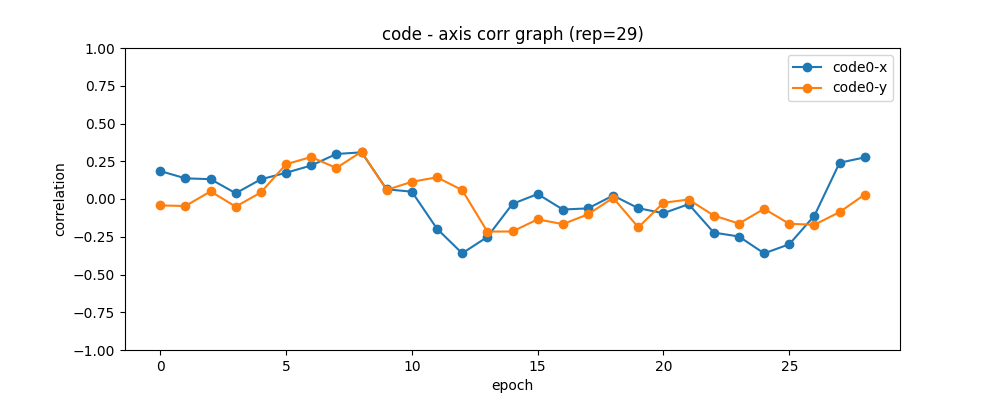 code - axis corr graph (rep=29)
1.00
0.75
0.50
0.25
0.00
−0.25
−0.50
−0.75
−1.00
correlation
0 5 10 15 20 25
epoch
code0-x
code0-y